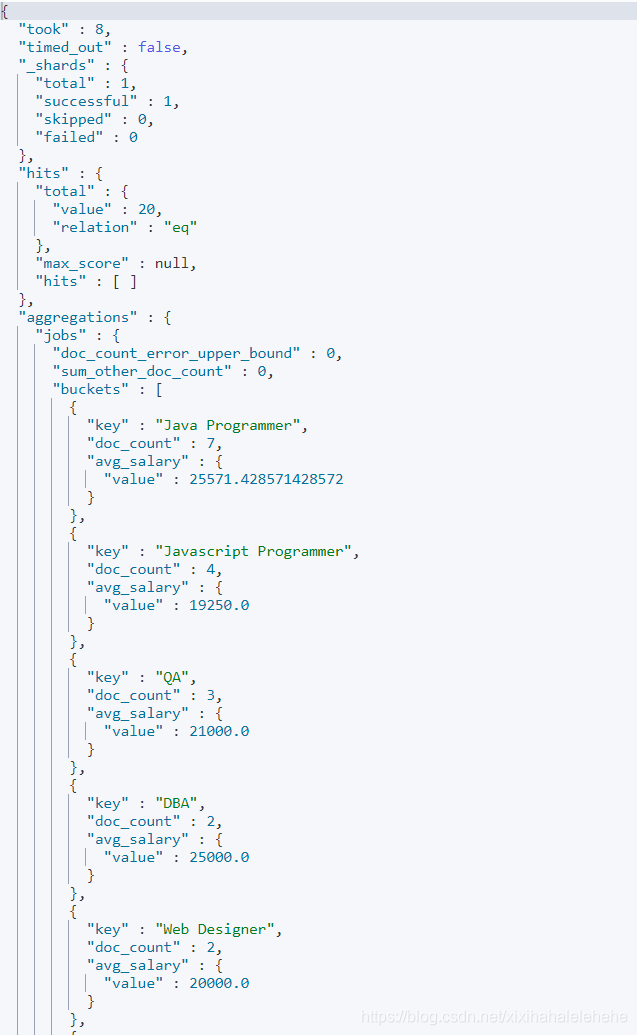 {
  "took" : 8,
  "timed_out" : false,
  "_shards" : {
    "total" : 1,
    "successful" : 1,
    "skipped" : 0,
    "failed" : 0
  },
  "hits" : {
    "total" : {
      "value" : 20,
      "relation" : "eq"
    },
    "max_score" : null,
    "hits" : [ ]
  },
  "aggregations" : {
    "jobs" : {
      "doc_count_error_upper_bound" : 0,
      "sum_other_doc_count" : 0,
      "buckets" : [
        {
          "key" : "Java Programmer",
          "doc_count" : 7,
          "avg_salary" : {
            "value" : 25571.428571428572
          }
        },
        {
          "key" : "Javascript Programmer",
          "doc_count" : 4,
          "avg_salary" : {
            "value" : 19250.0
          }
        },
        {
          "key" : "QA",
          "doc_count" : 3,
          "avg_salary" : {
            "value" : 21000.0
          }
        },
        {
          "key" : "DBA",
          "doc_count" : 2,
          "avg_salary" : {
            "value" : 25000.0
          }
        },
        {
          "key" : "Web Designer",
          "doc_count" : 2,
          "avg_salary" : {
            "value" : 20000.0
          }
        },
https://blog.csdn.net/xixihahalelehehe